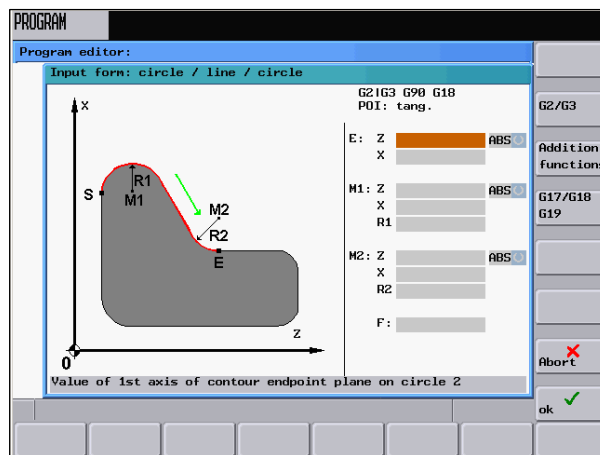 PROGRAM
Program editor:
Input form: circle / line / circle
G2|G3 G90 G18
POI: tang.
X
S
R1
M1
M2
R2
E
Z
0
E: Z ABS
X
M1: Z ABS
X
R1
M2: Z ABS
X
R2
F:
Value of 1st axis of contour endpoint plane on circle 2
G2/G3
Addition
functions
G17/G18
G19
Abort
ok